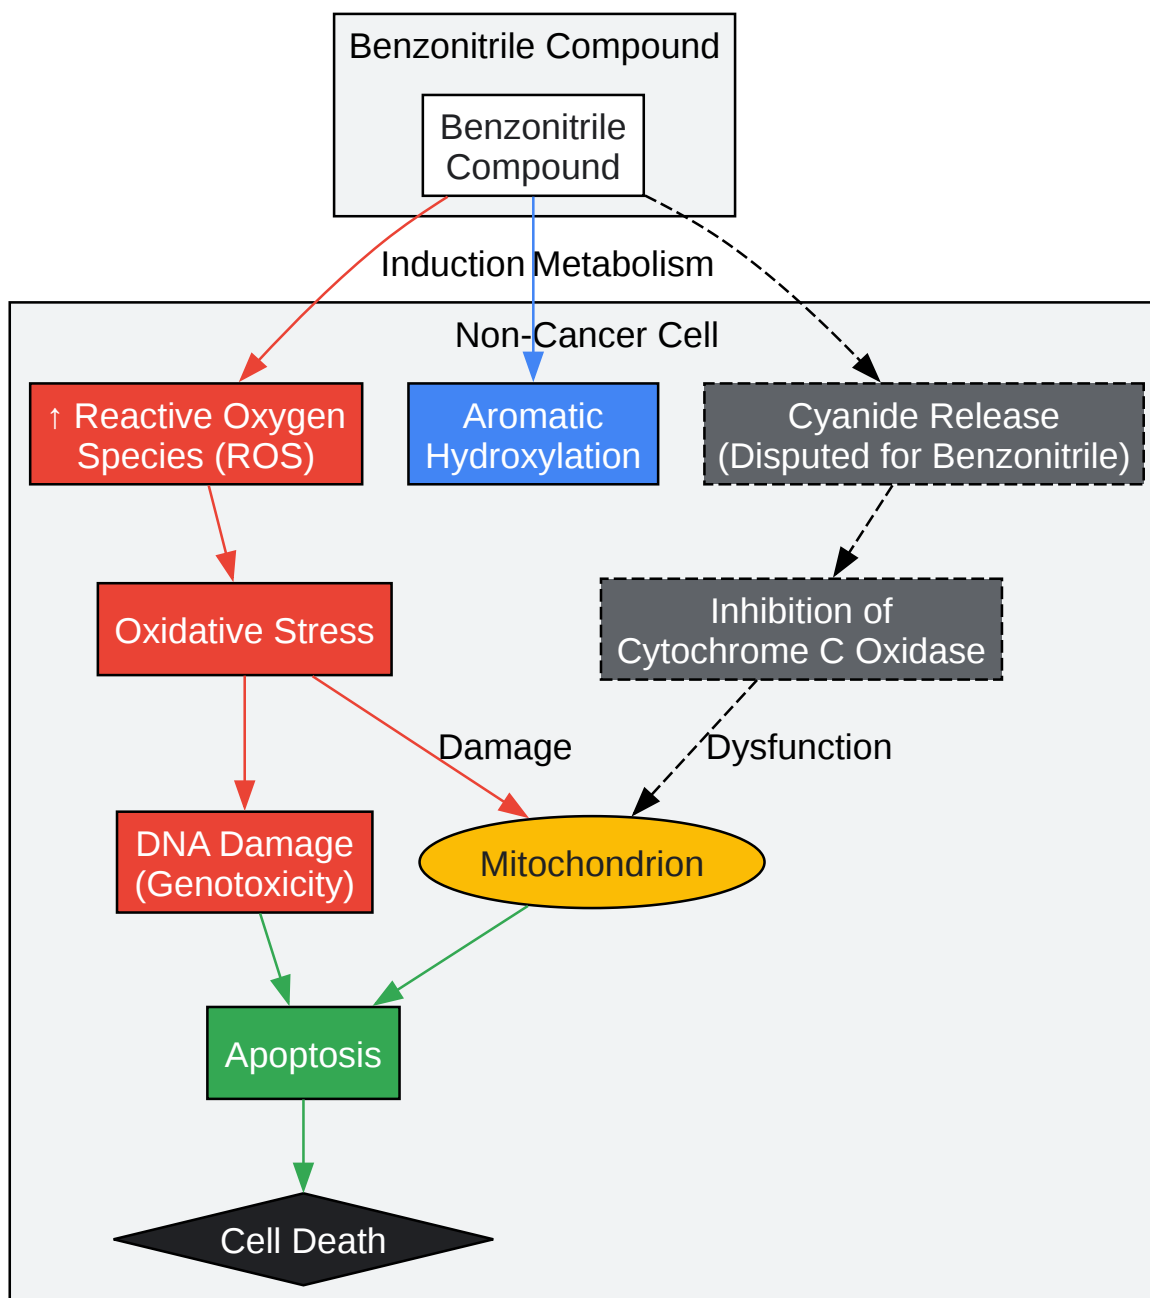 Benzonitrile Compound
Benzonitrile
Compound
Induction
Metabolism
Non-Cancer Cell
↑ Reactive Oxygen
Species (ROS)
Aromatic
Hydroxylation
Cyanide Release
(Disputed for Benzonitrile)
Oxidative Stress
Inhibition of
Cytochrome C Oxidase
Damage
Dysfunction
DNA Damage
(Genotoxicity)
Mitochondrion
Apoptosis
Cell Death